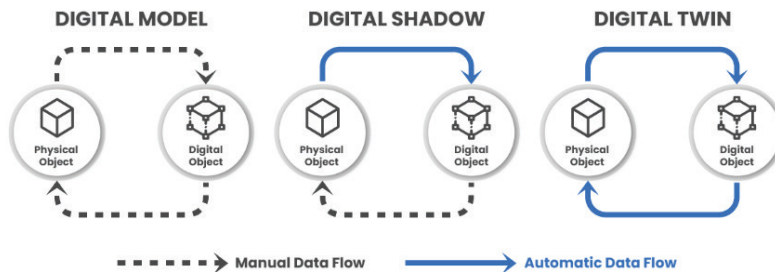 DIGITAL MODEL
DIGITAL SHADOW
DIGITAL TWIN
Physical
Object
Digital
Object
Physical
Object
Digital
Object
Physical
Object
Digital
Object
Manual Data Flow
Automatic Data Flow